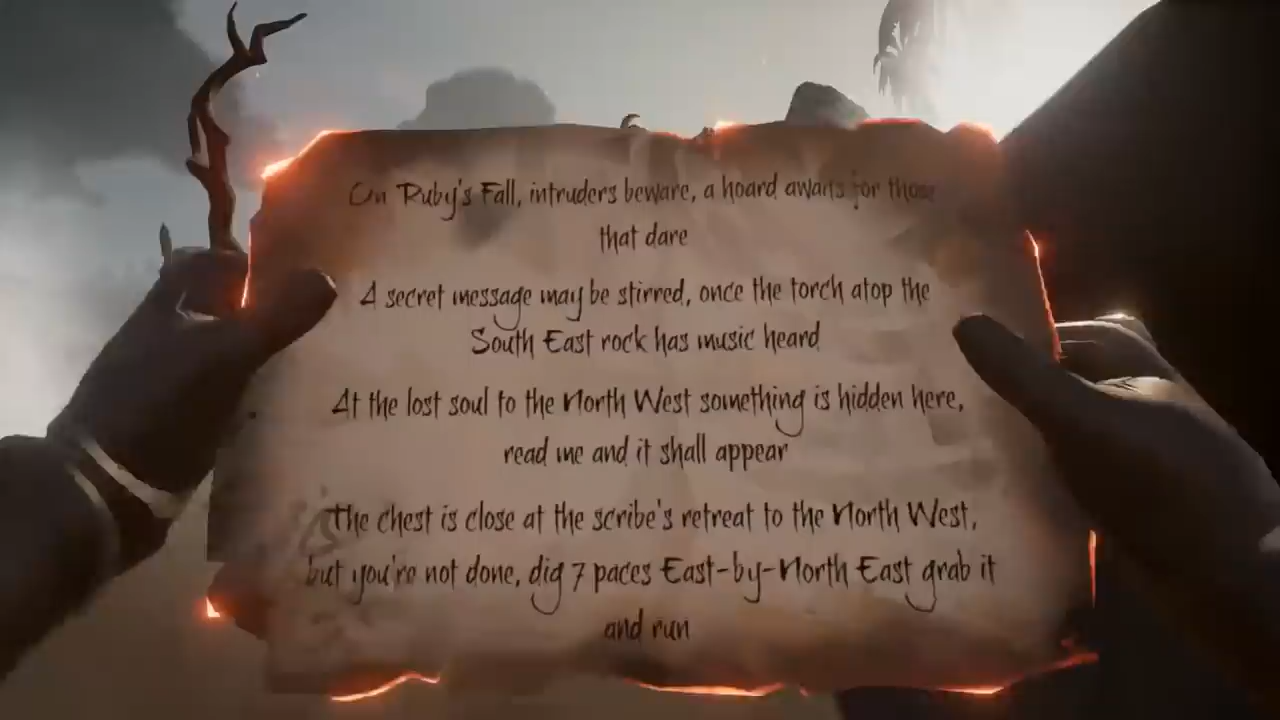 On Ruby's Fall, intruders beware, a hoard awaits for those
that dare
A secret message may be stirred, once the torch atop the
South East rock has music heard
At the lost soul to the North West something is hidden here,
read me and it shall appear
The chest is close at the scribe's retreat to the North West,
but you're not done, dig 7 paces East-by-North East grab it
and run